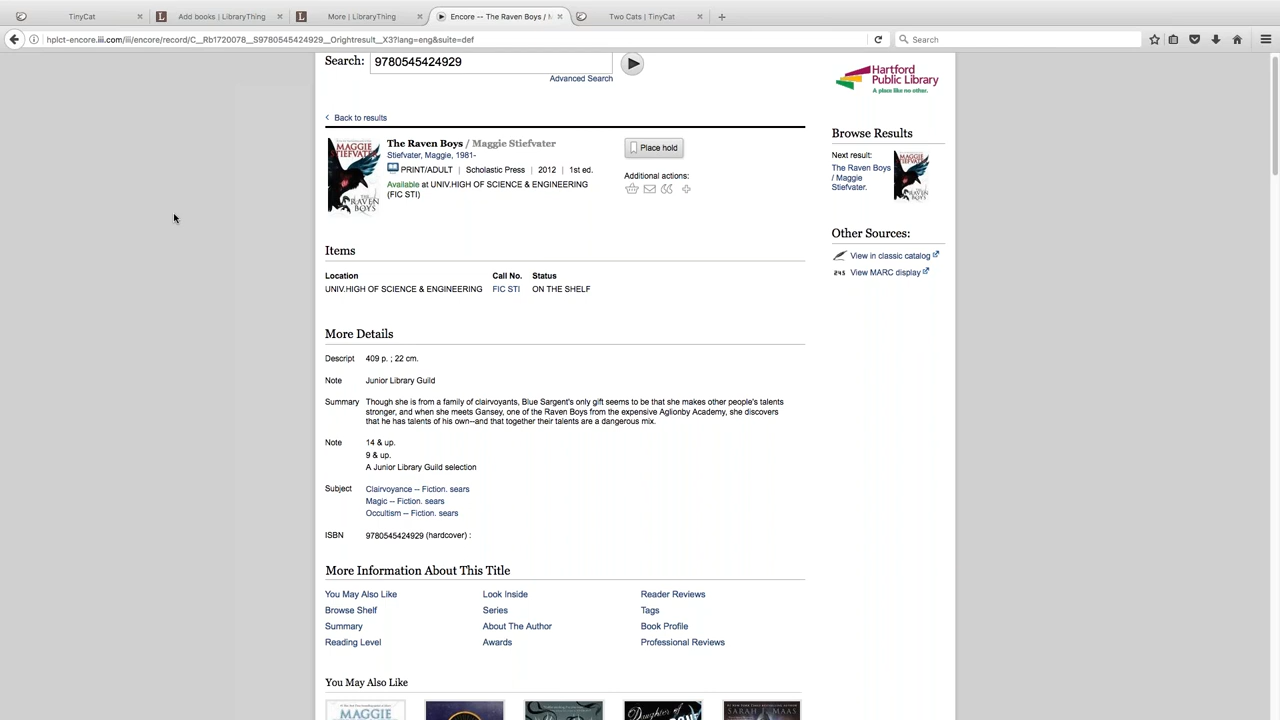 TinyCat
Add books | LibraryThing
More | LibraryThing
Encore -- The Raven Boys /
Two Cats | TinyCat
hplct-encore.iii.com/iii/encore/record/C__Rb1720078__S9780545424929__Orightresult__X3?lang=eng&suite=def
Search
Search: 9780545424929
Advanced Search
Hartford
Public Library
A place like no other.
Back to results
The Raven Boys / Maggie Stiefvater
Stiefvater, Maggie, 1981-
PRINT/ADULT | Scholastic Press | 2012 | 1st ed.
Available at UNIV.HIGH OF SCIENCE & ENGINEERING
(FIC STI)
MAGGIE
STIEFVATER
THE
RAVEN
BOYS
Place hold
Additional actions:
Browse Results
Next result:
The Raven Boys
/ Maggie
Stiefvater.
Other Sources:
View in classic catalog
245 View MARC display
Items
Location Call No. Status
UNIV.HIGH OF SCIENCE & ENGINEERING FIC STI ON THE SHELF
More Details
Descript 409 p. ; 22 cm.
Note Junior Library Guild
Summary Though she is from a family of clairvoyants, Blue Sargent's only gift seems to be that she makes other people's talents
stronger, and when she meets Gansey, one of the Raven Boys from the expensive Aglionby Academy, she discovers
that he has talents of his own--and that together their talents are a dangerous mix.
Note 14 & up.
9 & up.
A Junior Library Guild selection
Subject Clairvoyance -- Fiction. sears
Magic -- Fiction. sears
Occultism -- Fiction. sears
ISBN 9780545424929 (hardcover) :
More Information About This Title
You May Also Like Look Inside Reader Reviews
Browse Shelf Series Tags
Summary About The Author Book Profile
Reading Level Awards Professional Reviews
You May Also Like
MAGGIE
Daughter of
SARAH J. MAAS